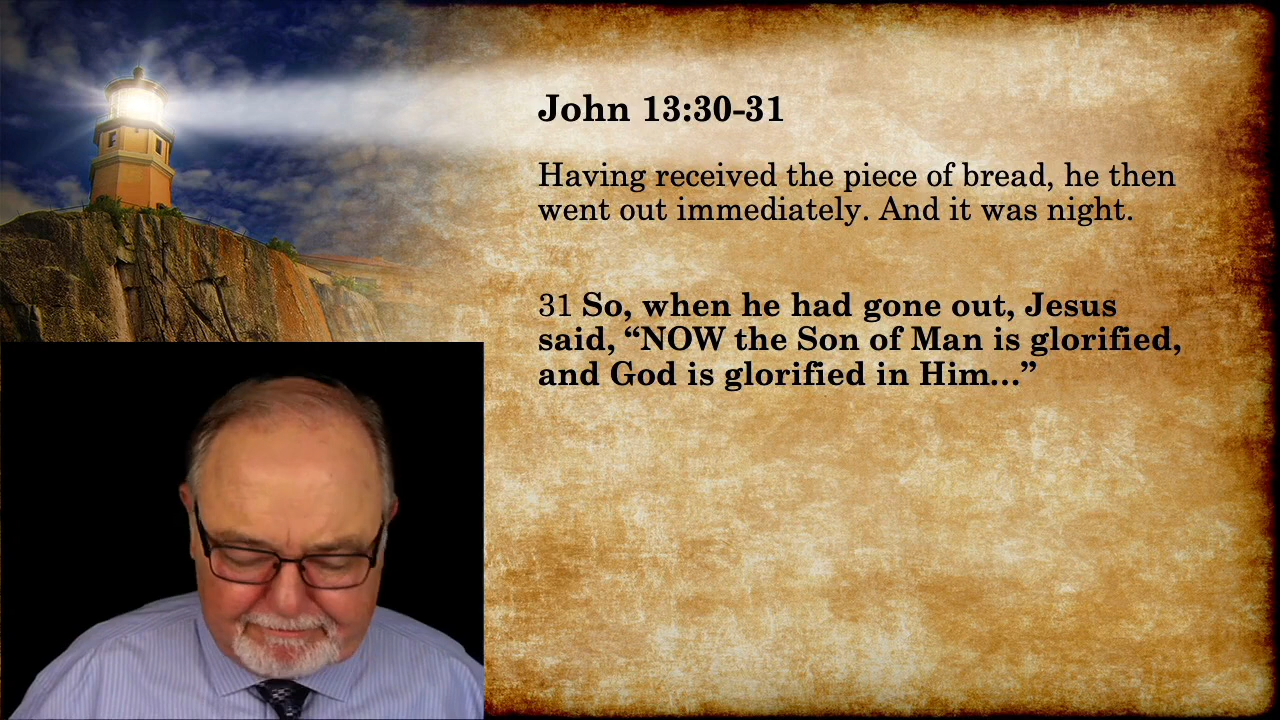 John 13:30-31
Having received the piece of bread, he then
went out immediately. And it was night.
31 So, when he had gone out, Jesus
said, “NOW the Son of Man is glorified,
and God is glorified in Him...”